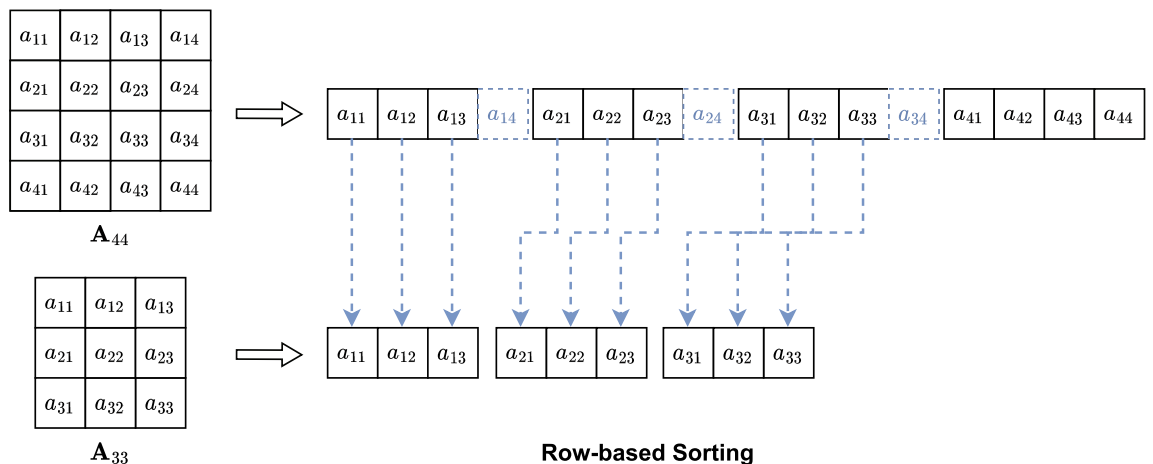 a₁₁ a₁₂ a₁₃ a₁₄
a₂₁ a₂₂ a₂₃ a₂₄
a₃₁ a₃₂ a₃₃ a₃₄
a₄₁ a₄₂ a₄₃ a₄₄
A₄₄
a₁₁ a₁₂ a₁₃ a₁₄ a₂₁ a₂₂ a₂₃ a₂₄ a₃₁ a₃₂ a₃₃ a₃₄ a₄₁ a₄₂ a₄₃ a₄₄
a₁₁ a₁₂ a₁₃
a₂₁ a₂₂ a₂₃
a₃₁ a₃₂ a₃₃
A₃₃
a₁₁ a₁₂ a₁₃ a₂₁ a₂₂ a₂₃ a₃₁ a₃₂ a₃₃
Row-based Sorting